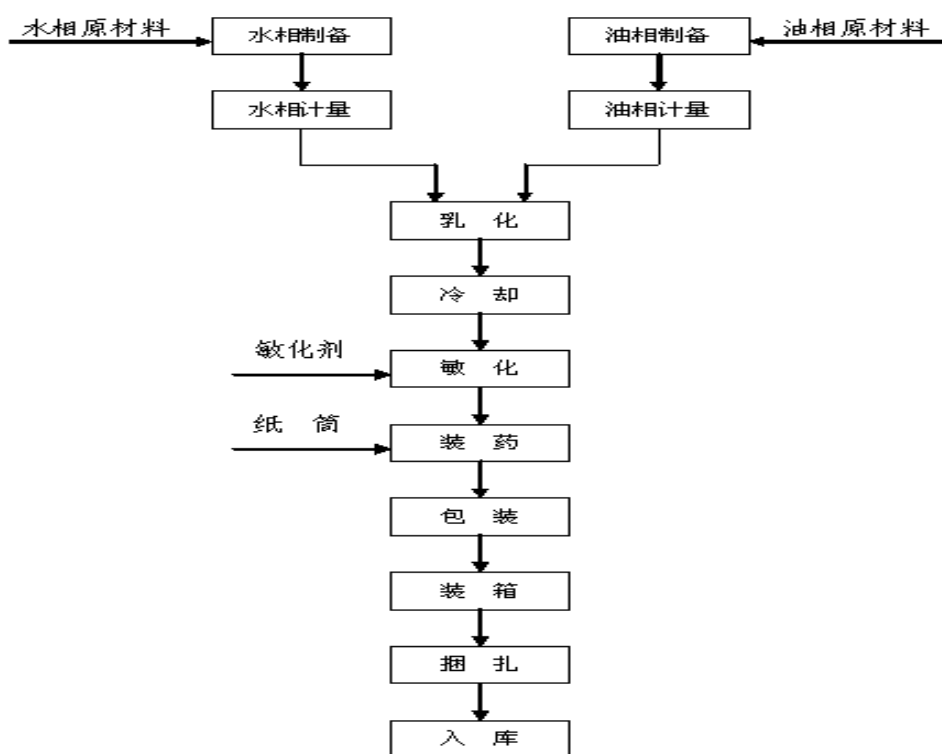 水相原材料 水相制备 油相制备 油相原材料
水相计量 油相计量
乳 化
冷 却
敏化剂
敏 化
纸 筒
装 药
包 装
装 箱
捆 扎
入 库